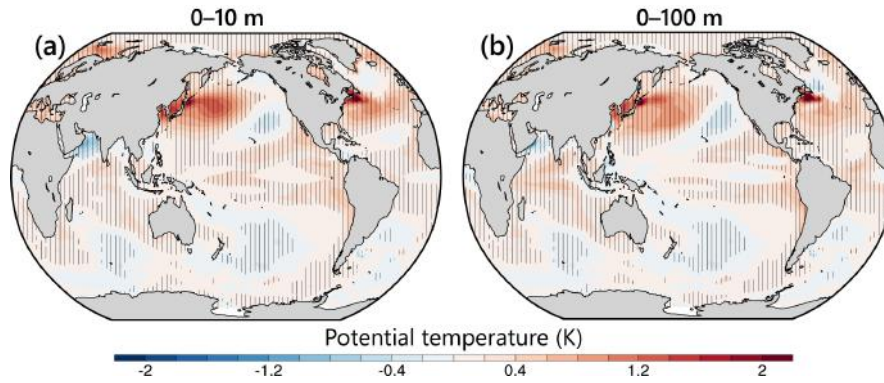 0–10 m
0–100 m
(a)
(b)
Potential temperature (K)
-2 -1.2 -0.4 0.4 1.2 2